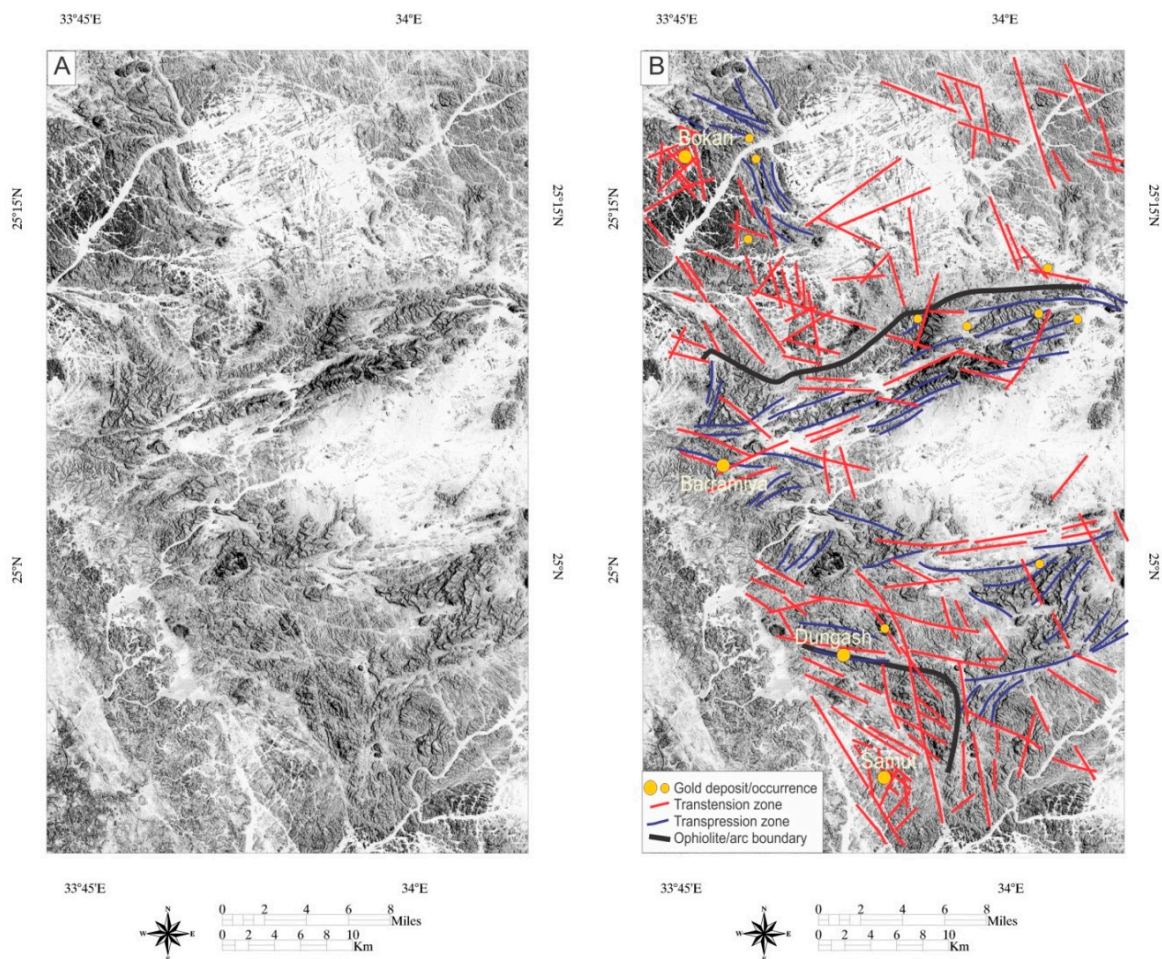 33°45'E 34°E 33°45'E 34°E
A B
Bokari
25°15'N 25°15'N 25°15'N 25°15'N
Barramiya
25°N 25°N 25°N 25°N
Dungash
Samut
Gold deposit/occurrence
Transtension zone
Transpression zone
Ophiolite/arc boundary
33°45'E 34°E 33°45'E 34°E
N N
W E W E
S S
0 2 4 6 8 Miles 0 2 4 6 8 Miles
0 2 4 6 8 10 Km 0 2 4 6 8 10 Km